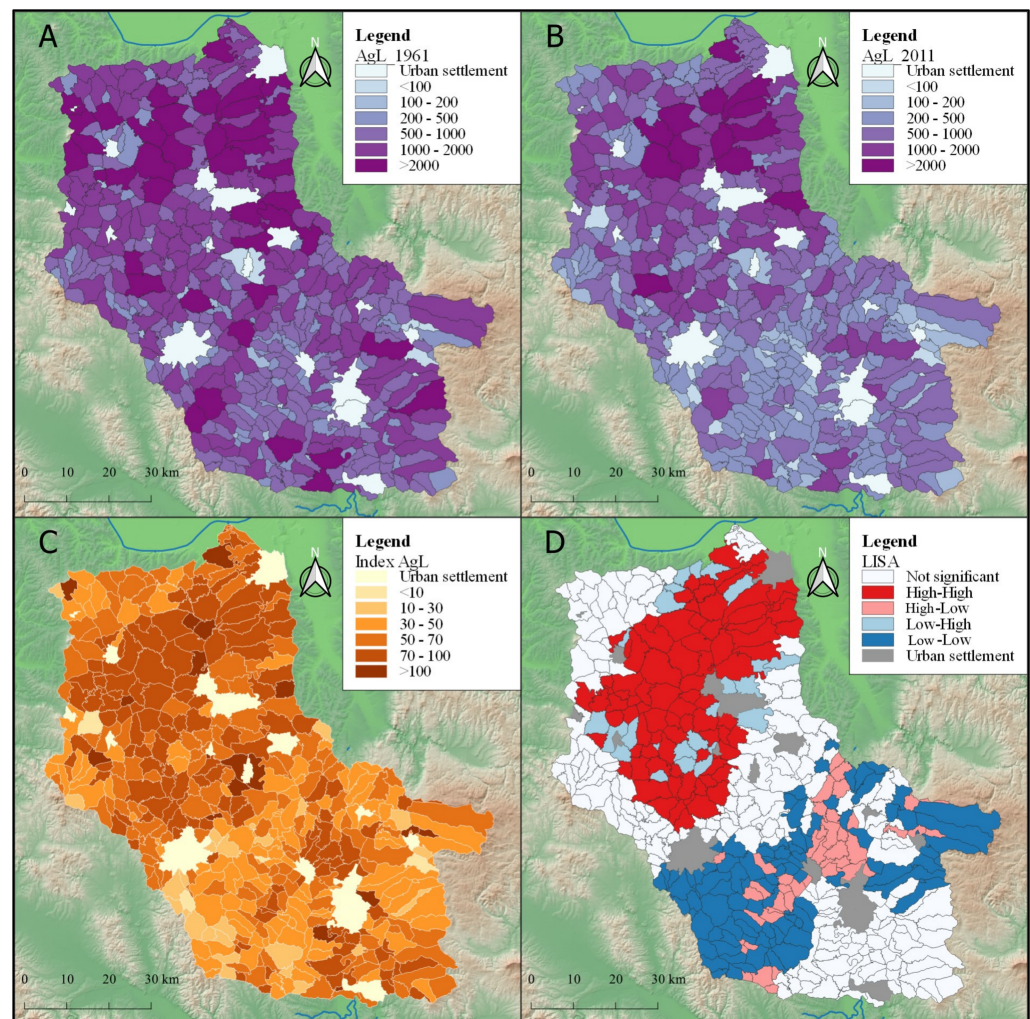 A
N
Legend
AgL_1961
Urban settlement
<100
100 - 200
200 - 500
500 - 1000
1000 - 2000
>2000
0 10 20 30 km
B
N
Legend
AgL_2011
Urban settlement
<100
100 - 200
200 - 500
500 - 1000
1000 - 2000
>2000
0 10 20 30 km
C
N
Legend
Index AgL
Urban settlement
<10
10 - 30
30 - 50
50 - 70
70 - 100
>100
0 10 20 30 km
D
N
Legend
LISA
Not significant
High-High
High-Low
Low-High
Low-Low
Urban settlement
0 10 20 30 km